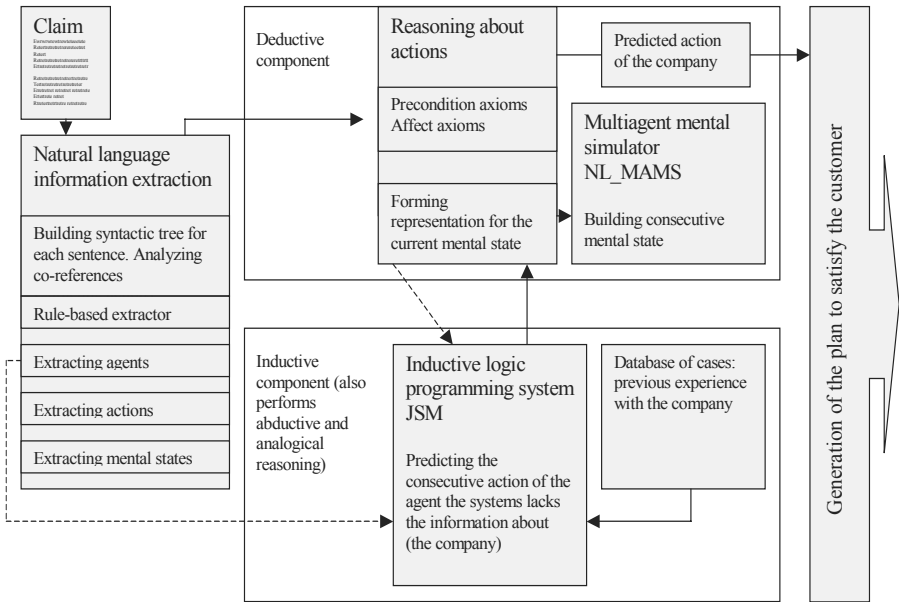 Claim
Natural language
information extraction
Building syntactic tree for
each sentence. Analyzing
co-references
Rule-based extractor
Extracting agents
Extracting actions
Extracting mental states
Deductive
component
Reasoning about
actions
Precondition axioms
Affect axioms
Forming
representation for the
current mental state
Predicted action
of the company
Multiagent mental
simulator
NL_MAMS
Building consecutive
mental state
Inductive
component (also
performs
abductive and
analogical
reasoning)
Inductive logic
programming system
JSM
Predicting the
consecutive action of the
agent the systems lacks
the information about
(the company)
Database of cases:
previous experience
with the company
Generation of the plan to satisfy the customer